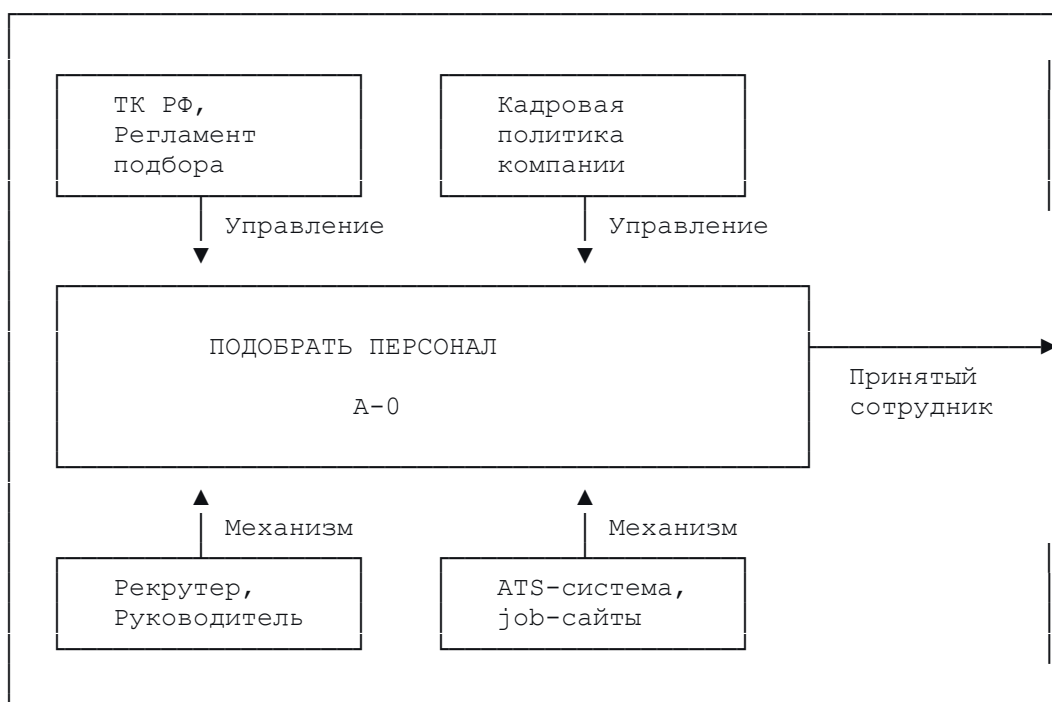 ТК РФ,
Регламент
подбора
Кадровая
политика
компании
Управление
Управление
ПОДОБРАТЬ ПЕРСОНАЛ
А-0
Принятый
сотрудник
Механизм
Механизм
Рекрутер,
Руководитель
ATS-система,
job-сайты